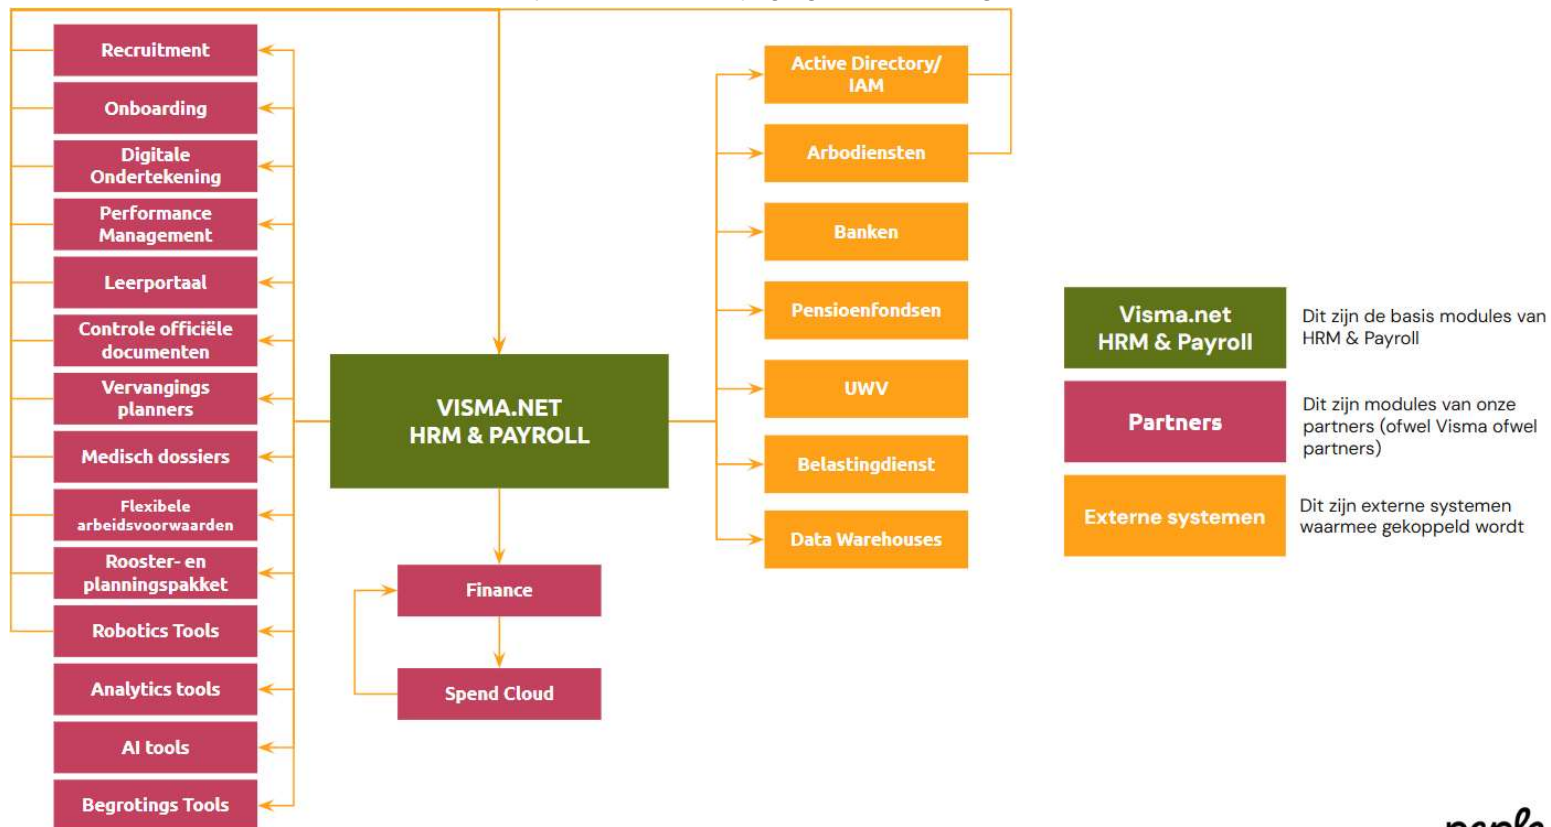 Recruitment
Onboarding
Digitale
Ondertekening
Performance
Management
Leerportaal
Controle officiële
documenten
Vervangings
planners
Medisch dossiers
Flexibele
arbeidsvoorwaarden
Rooster- en
planningspakket
Robotics Tools
Analytics tools
AI tools
Begrotings Tools
VISMA.NET
HRM & PAYROLL
Finance
Spend Cloud
Active Directory/
IAM
Arbodiensten
Banken
Pensioenfondsen
UWV
Belastingdienst
Data Warehouses
Visma.net
HRM & Payroll
Dit zijn de basis modules van
HRM & Payroll
Partners
Dit zijn modules van onze
partners (ofwel Visma ofwel
partners)
Externe systemen
Dit zijn externe systemen
waarmee gekoppeld wordt